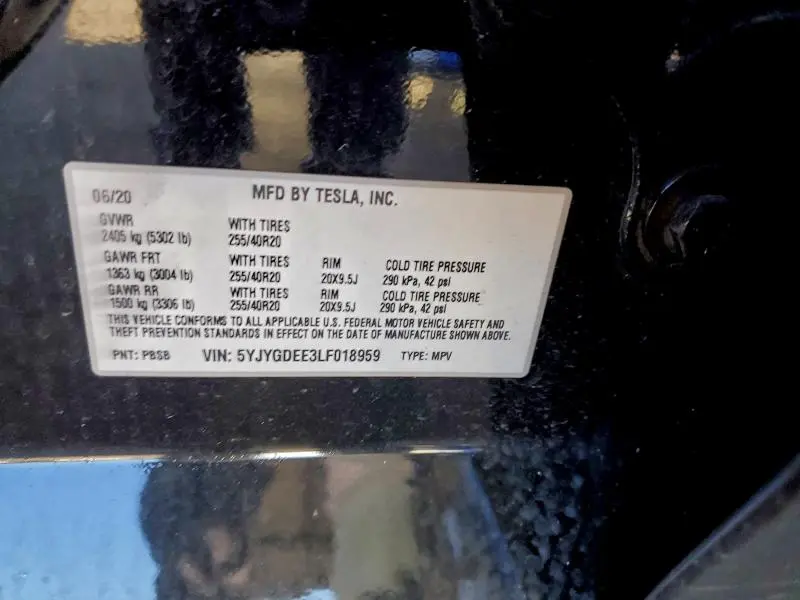 06/20 MFD BY TESLA, INC.
GVWR WITH TIRES
2405 kg (5302 lb) 255/40R20
GAWR FRT WITH TIRES RIM COLD TIRE PRESSURE
1363 kg (3004 lb) 255/40R20 20X9.5J 290 kPa, 42 psi
GAWR RR WITH TIRES RIM COLD TIRE PRESSURE
1500 kg (3306 lb) 255/40R20 20X9.5J 290 kPa, 42 psi
THIS VEHICLE CONFORMS TO ALL APPLICABLE U.S. FEDERAL MOTOR VEHICLE SAFETY AND
THEFT PREVENTION STANDARDS IN EFFECT ON THE DATE OF MANUFACTURE SHOWN ABOVE.
PNT: PBSB VIN: 5YJYGDEE3LF018959 TYPE: MPV